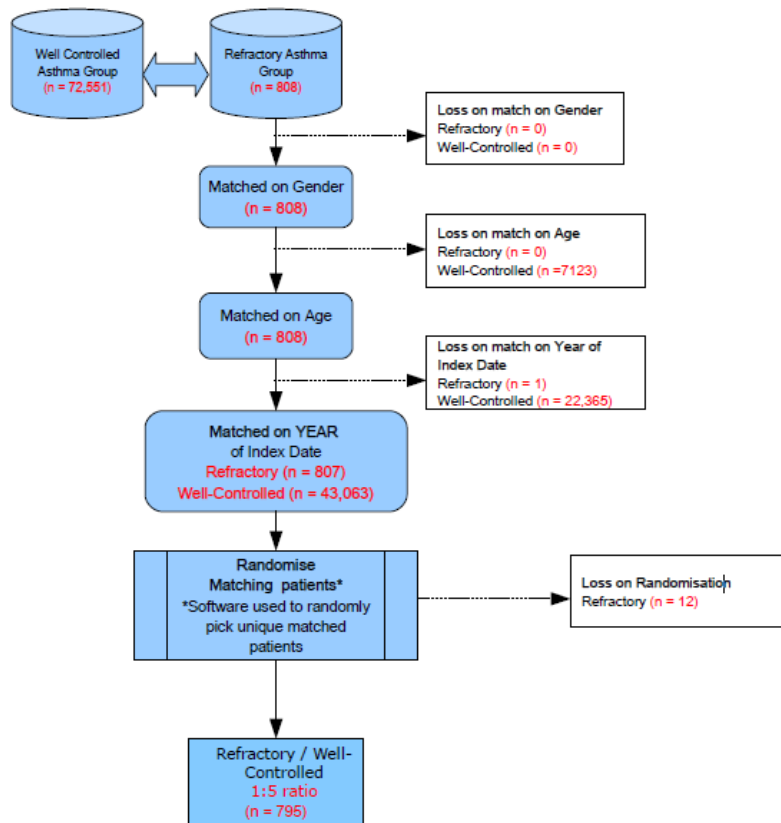 Well Controlled
Asthma Group
(n = 72,551)
Refractory Asthma
Group
(n = 808)
Loss on match on Gender
Refractory (n = 0)
Well-Controlled (n = 0)
Matched on Gender
(n = 808)
Loss on match on Age
Refractory (n = 0)
Well-Controlled (n =7123)
Matched on Age
(n = 808)
Loss on match on Year of
Index Date
Refractory (n = 1)
Well-Controlled (n = 22,365)
Matched on YEAR
of Index Date
Refractory (n = 807)
Well-Controlled (n = 43,063)
Randomise
Matching patients*
*Software used to randomly
pick unique matched
patients
Loss on Randomisation
Refractory (n = 12)
Refractory / Well-
Controlled
1:5 ratio
(n = 795)